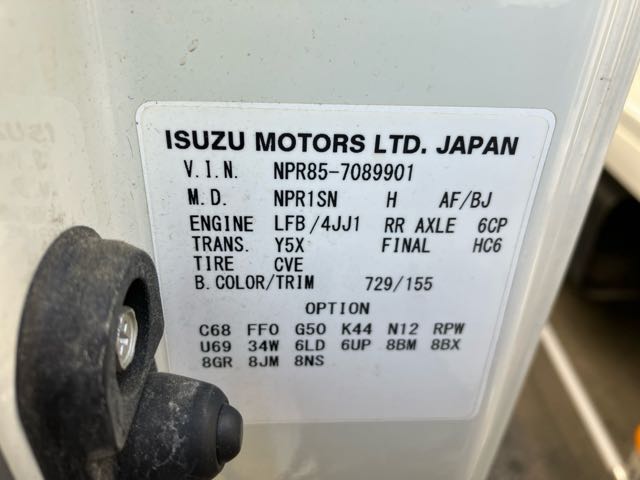 ISUZU MOTORS LTD. JAPAN
V.I.N. NPR85-7089901
M.D. NPR1SN H AF/BJ
ENGINE LFB/4JJ1 RR AXLE 6CP
TRANS. Y5X FINAL HC6
TIRE CVE
B.COLOR/TRIM 729/155
OPTION
C68 FF0 G50 K44 N12 RPW
U69 34W 6LD 6UP 8BM 8BX
8GR 8JM 8NS